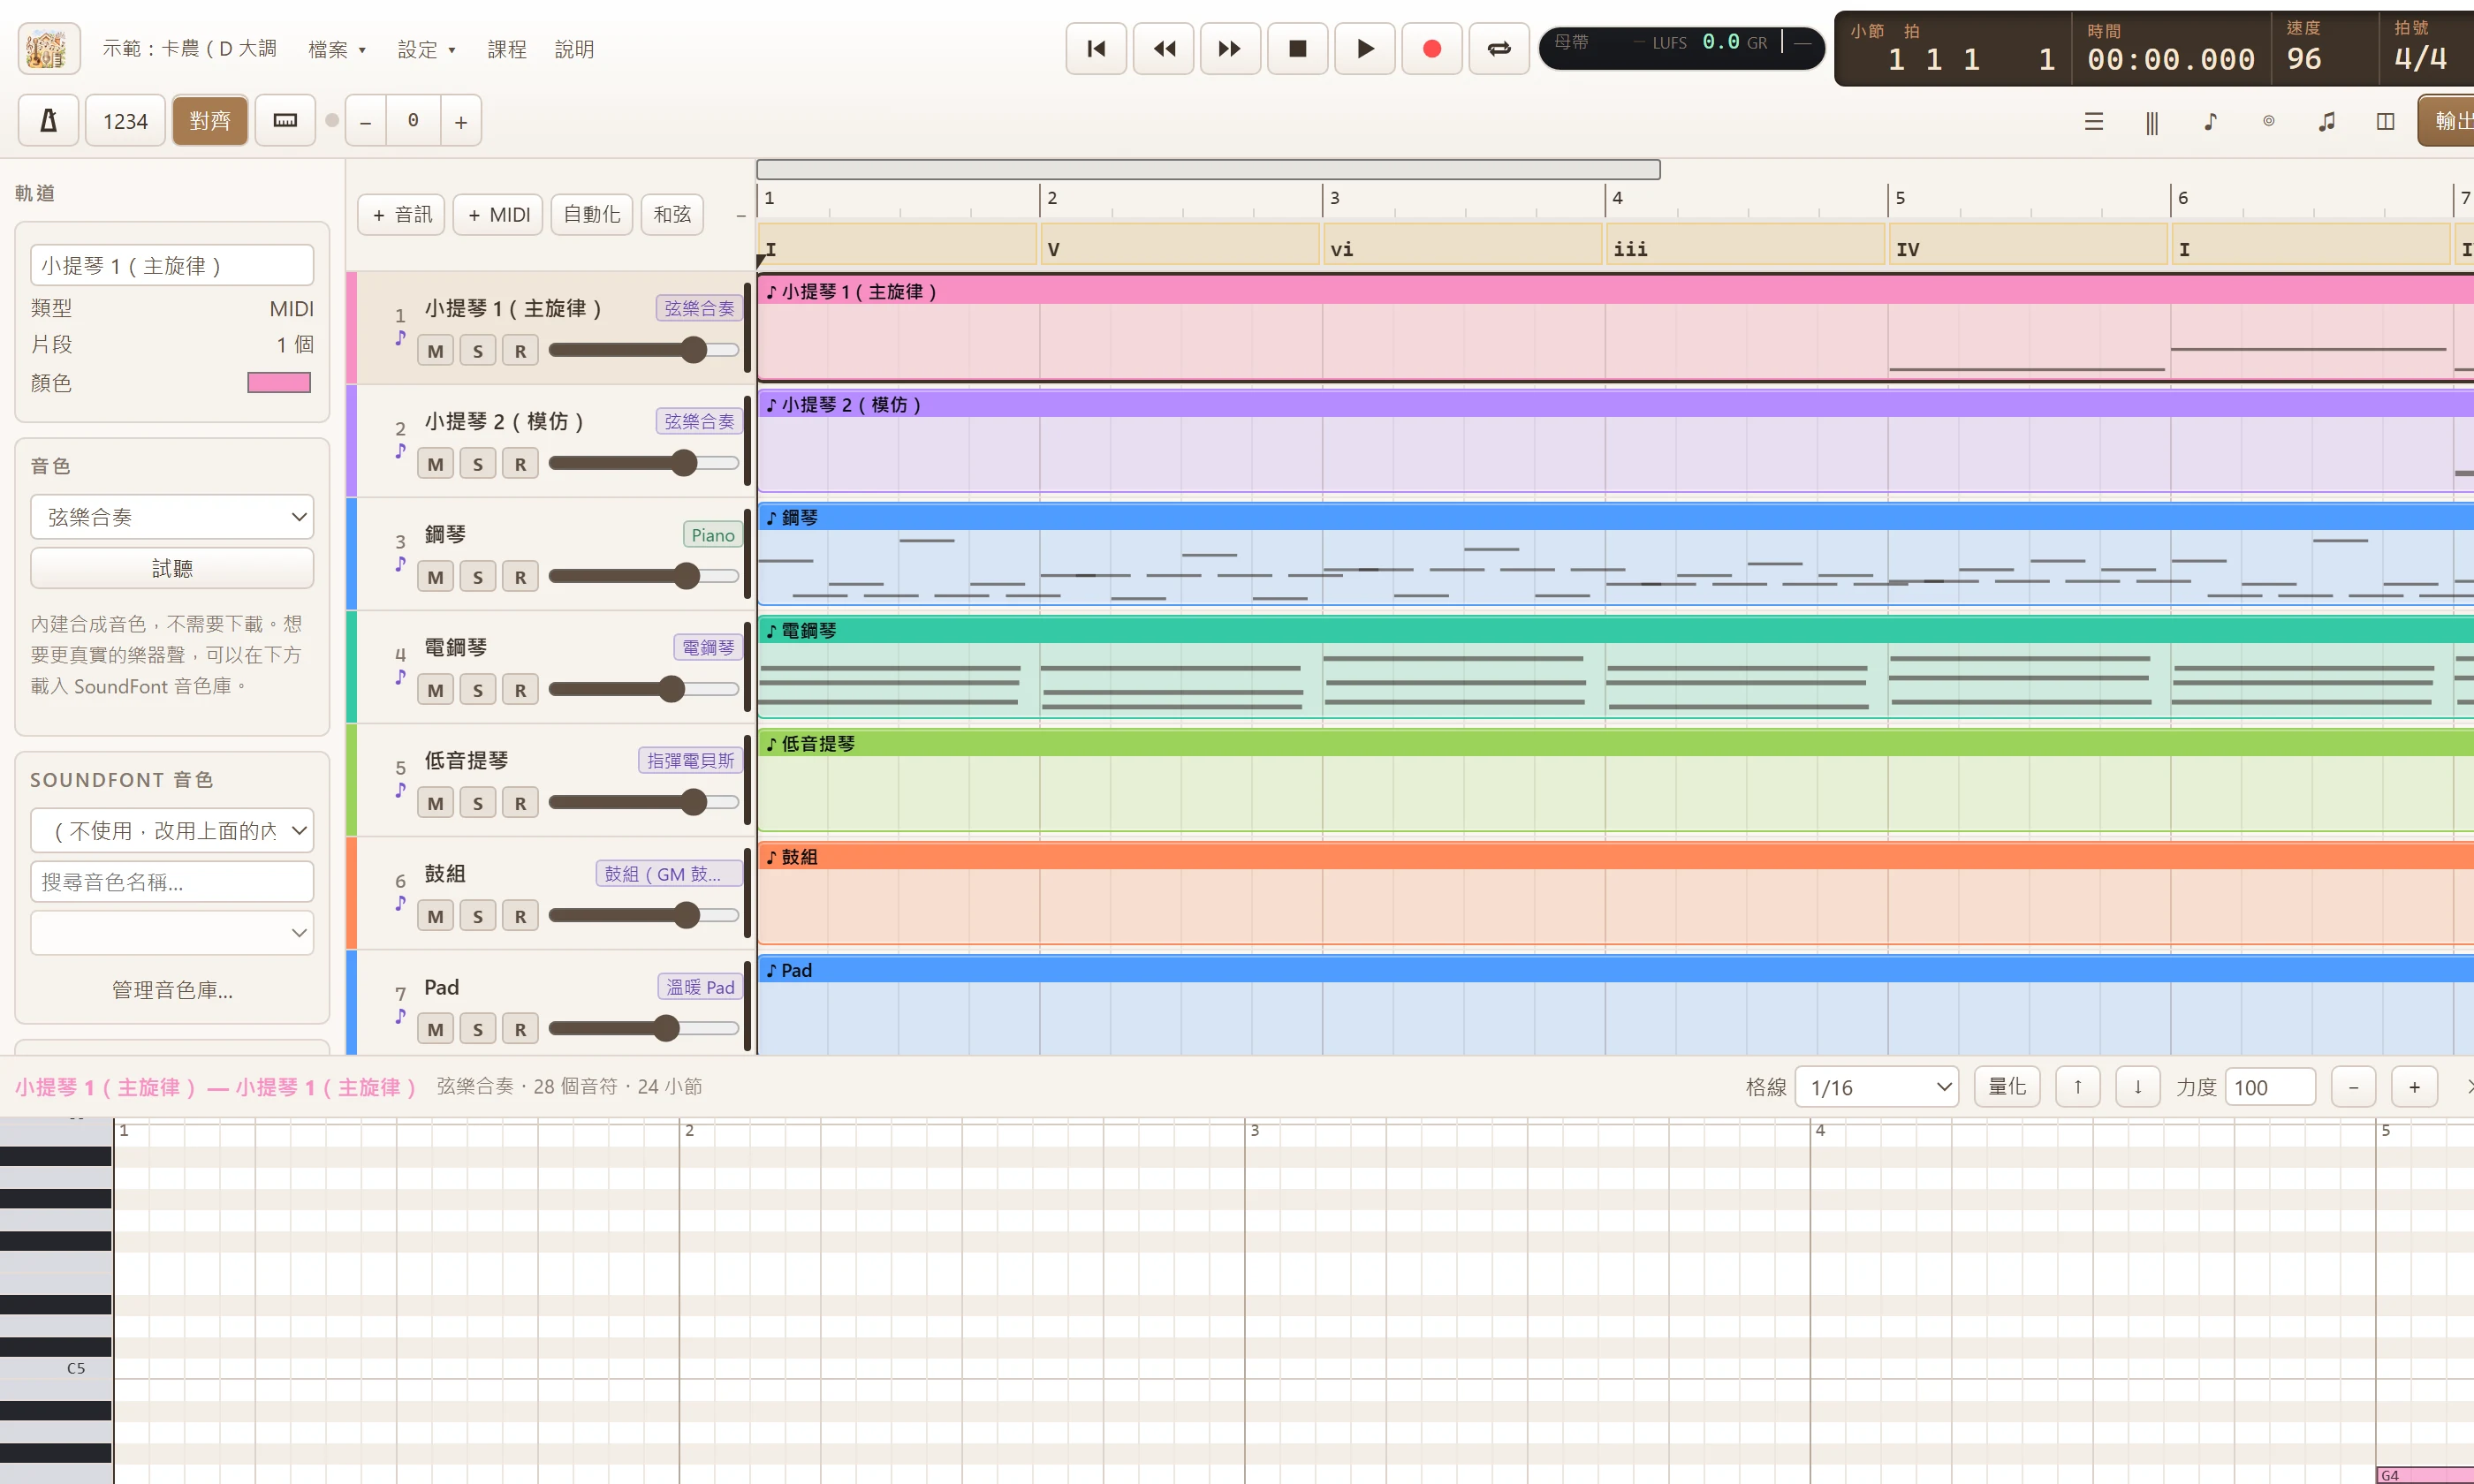 示範：卡農（D 大調 檔案 ▾ 設定 ▾ 課程 說明
母帶 — LUFS 0.0 GR —
小節 拍 時間 速度 拍號
1 1 1 1 00:00.000 96 4/4
1234 對齊 − 0 + 輸出
軌道
小提琴 1（主旋律）
類型 MIDI
片段 1 個
顏色
音色
弦樂合奏
試聽
內建合成音色，不需要下載。想
要更真實的樂器聲，可以在下方
載入 SoundFont 音色庫。
SOUNDFONT 音色
（不使用，改用上面的內
搜尋音色名稱...
管理音色庫...
+ 音訊 + MIDI 自動化 和弦 −
1 2 3 4 5 6 7
I V vi iii IV I I
1 小提琴 1（主旋律） 弦樂合奏
M S R
♪ 小提琴 1（主旋律）
2 小提琴 2（模仿） 弦樂合奏
M S R
♪ 小提琴 2（模仿）
3 鋼琴 Piano
M S R
♪ 鋼琴
4 電鋼琴 電鋼琴
M S R
♪ 電鋼琴
5 低音提琴 指彈電貝斯
M S R
♪ 低音提琴
6 鼓組 鼓組（GM 鼓...
M S R
♪ 鼓組
7 Pad 溫暖 Pad
M S R
♪ Pad
小提琴 1（主旋律） — 小提琴 1（主旋律） 弦樂合奏 · 28 個音符 · 24 小節
格線 1/16 量化 ↑ ↓ 力度 100 − +
1 2 3 4 5
C5
G4